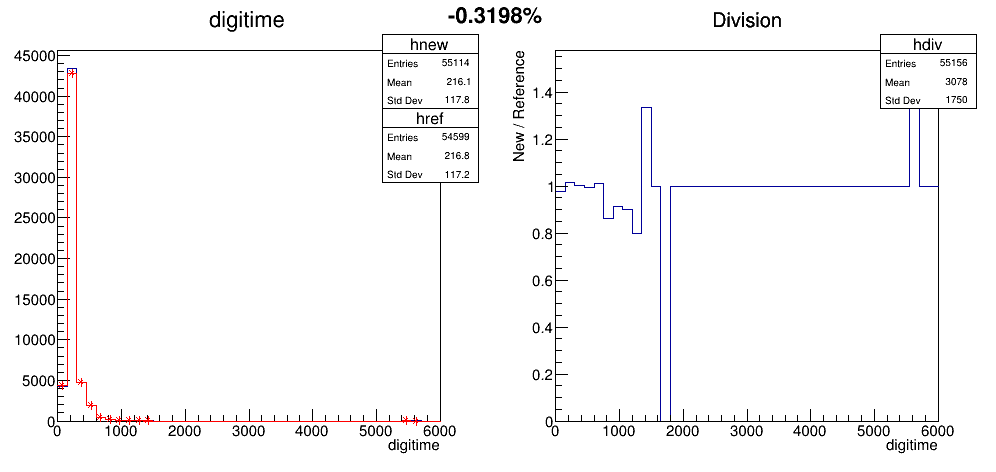 -0.3198%
digitime
hnew
Entries 55114
Mean 216.1
Std Dev 117.8
href
Entries 54599
Mean 216.8
Std Dev 117.2
45000
40000
35000
30000
25000
20000
15000
10000
5000
0
0 1000 2000 3000 4000 5000 6000
digitime
Division
hdiv
Entries 55156
Mean 3078
Std Dev 1750
New / Reference
1.4
1.2
1
0.8
0.6
0.4
0.2
0
0 1000 2000 3000 4000 5000 6000
digitime